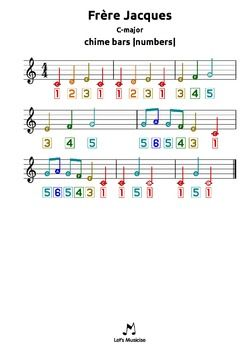 Frère Jacques
C-major
chime bars |numbers|
4
4
1 2 3 1 1 2 3 1 3 4 5
3 4 5 5 6 5 4 3 1
5 6 5 4 3 1 1 5 1 1 5 1
Let's Musicise